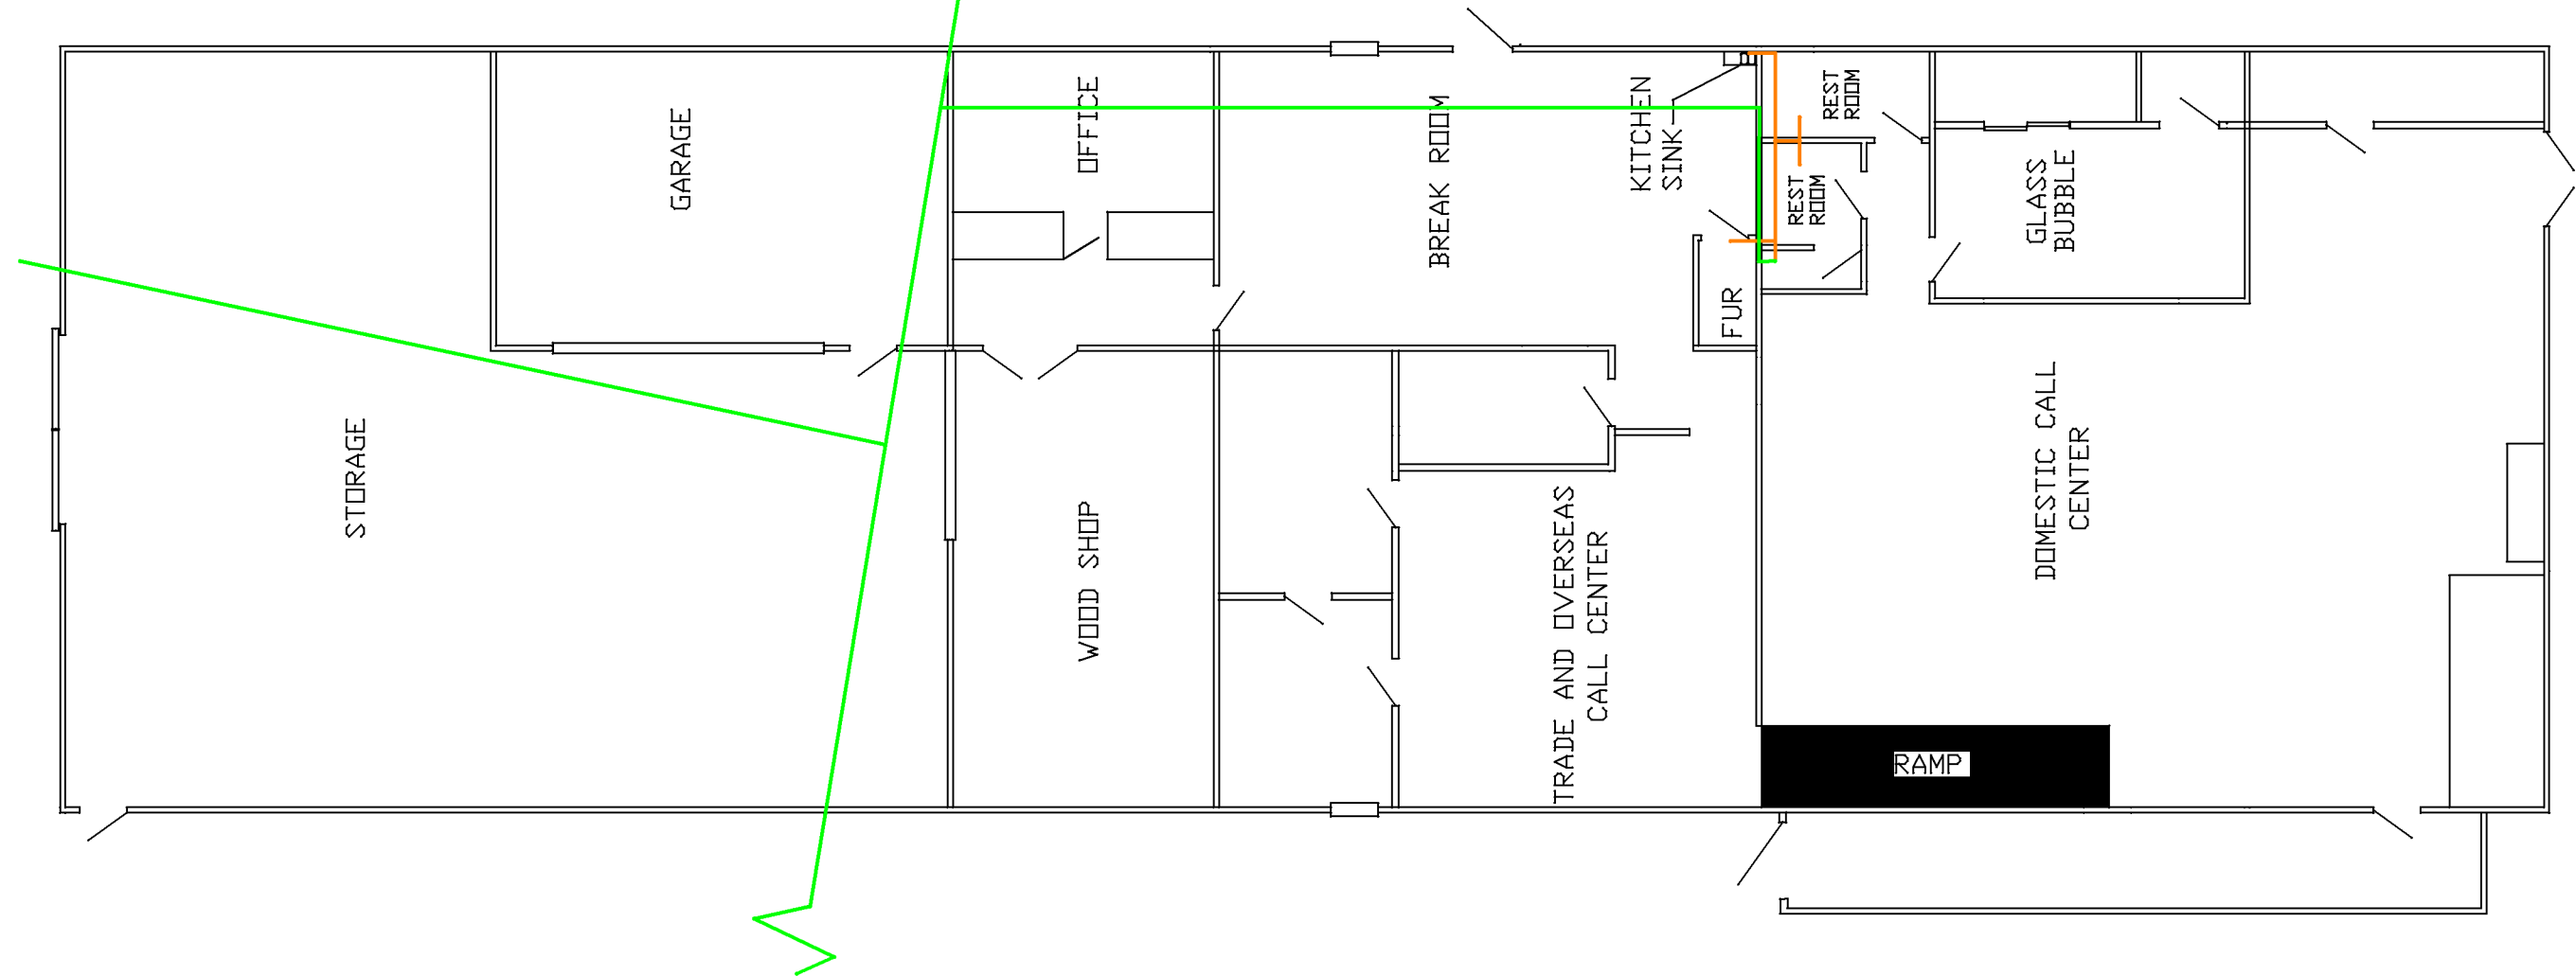 STORAGE
GARAGE
OFFICE
BREAK ROOM
KITCHEN
SINK
REST
ROOM
REST
ROOM
GLASS
BUBBLE
FUR
WOOD SHOP
TRADE AND OVERSEAS
CALL CENTER
DOMESTIC CALL
CENTER
RAMP